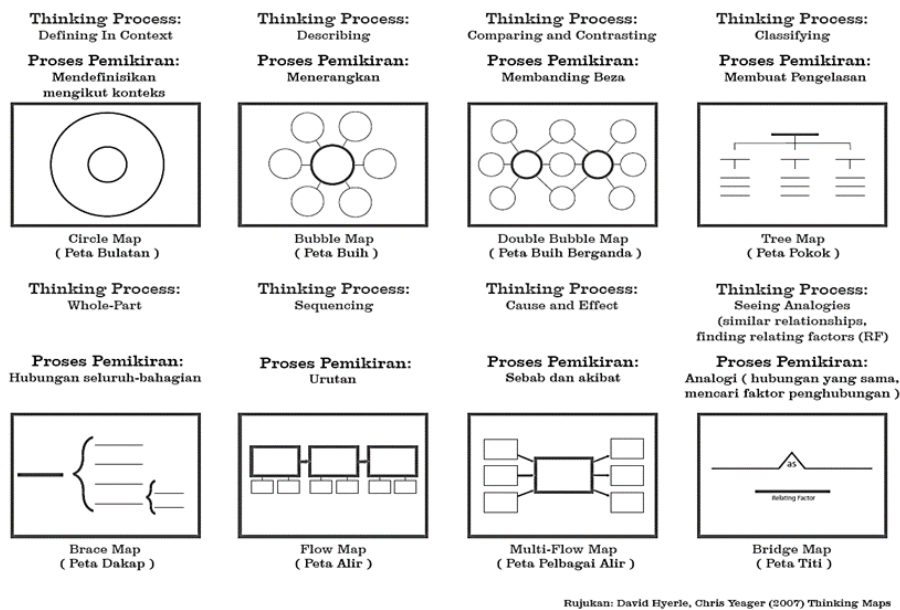 Thinking Process:
Defining In Context
Proses Pemikiran:
Mendefinisikan
mengikut konteks
Circle Map
( Peta Bulatan )
Thinking Process:
Describing
Proses Pemikiran:
Menerangkan
Bubble Map
( Peta Buih )
Thinking Process:
Comparing and Contrasting
Proses Pemikiran:
Membanding Beza
Double Bubble Map
( Peta Buih Berganda )
Thinking Process:
Classifying
Proses Pemikiran:
Membuat Pengelasan
Tree Map
( Peta Pokok )
Thinking Process:
Whole-Part
Proses Pemikiran:
Hubungan seluruh-bahagian
Brace Map
( Peta Dakap )
Thinking Process:
Sequencing
Proses Pemikiran:
Urutan
Flow Map
( Peta Alir )
Thinking Process:
Cause and Effect
Proses Pemikiran:
Sebab dan akibat
Multi-Flow Map
( Peta Pelbagai Alir )
Thinking Process:
Seeing Analogies
(similar relationships,
finding relating factors (RF)
Proses Pemikiran:
Analogi ( hubungan yang sama,
mencari faktor penghubungan )
as
Relating Factor
Bridge Map
( Peta Titi )
Rujukan: David Hyerle, Chris Yeager (2007) Thinking Maps